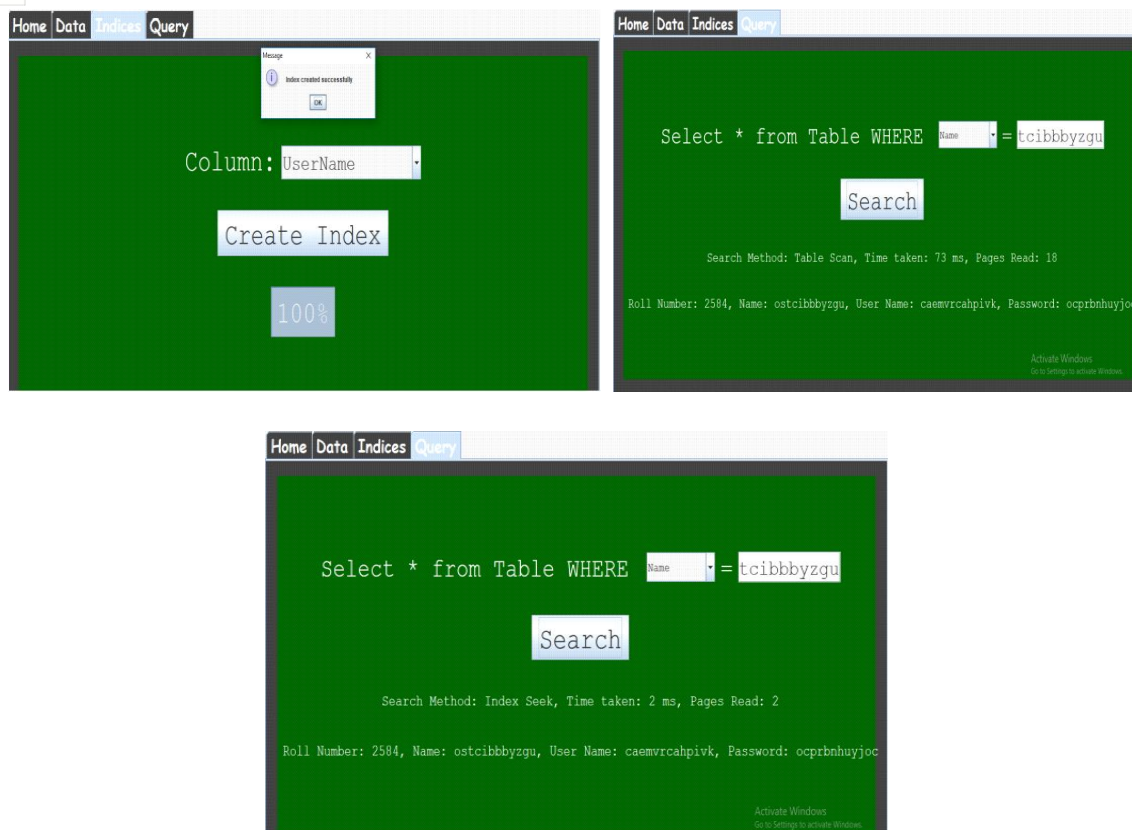 Home Data Indices Query
Message X
Index created successfully
OK
Column: UserName
Create Index
100%
Home Data Indices Query
Select * from Table WHERE Name = tcibbbyzgu
Search
Search Method: Table Scan, Time taken: 73 ms, Pages Read: 18
Roll Number: 2584, Name: ostcibbbyzgu, User Name: caemvrcahpivk, Password: ocprbnhuyjoc
Activate Windows
Go to Settings to activate Windows.
Home Data Indices Query
Select * from Table WHERE Name = tcibbbyzgu
Search
Search Method: Index Seek, Time taken: 2 ms, Pages Read: 2
Roll Number: 2584, Name: ostcibbbyzgu, User Name: caemvrcahpivk, Password: ocprbnhuyjoc
Activate Windows
Go to Settings to activate Windows.